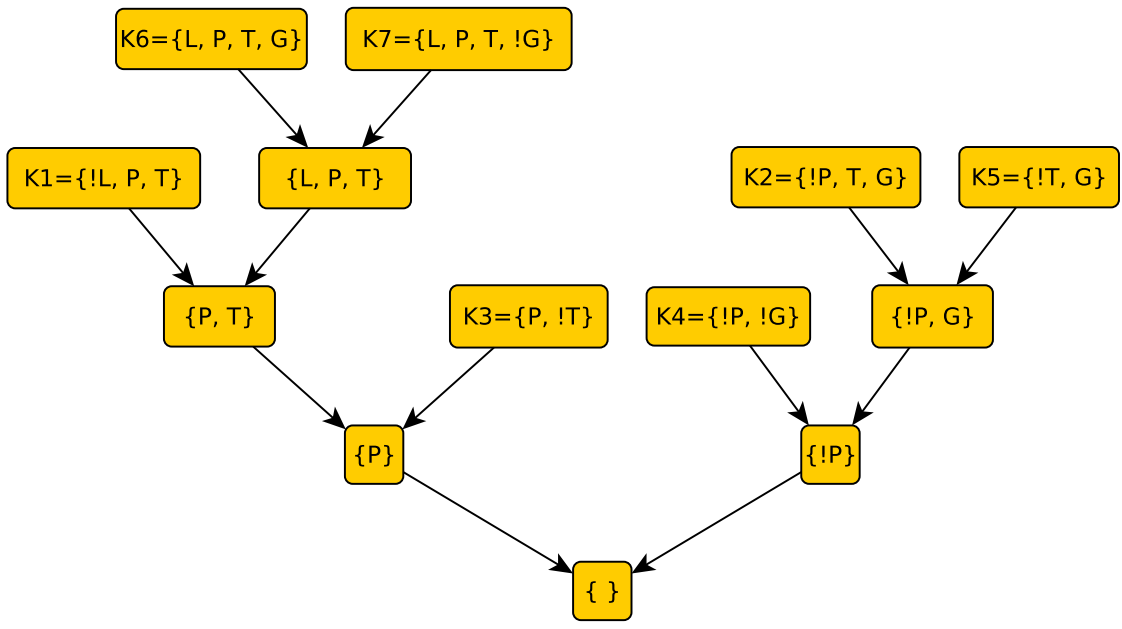 K6={L, P, T, G}
K7={L, P, T, !G}
K1={!L, P, T}
{L, P, T}
K2={!P, T, G}
K5={!T, G}
{P, T}
K3={P, !T}
K4={!P, !G}
{!P, G}
{P}
{!P}
{ }